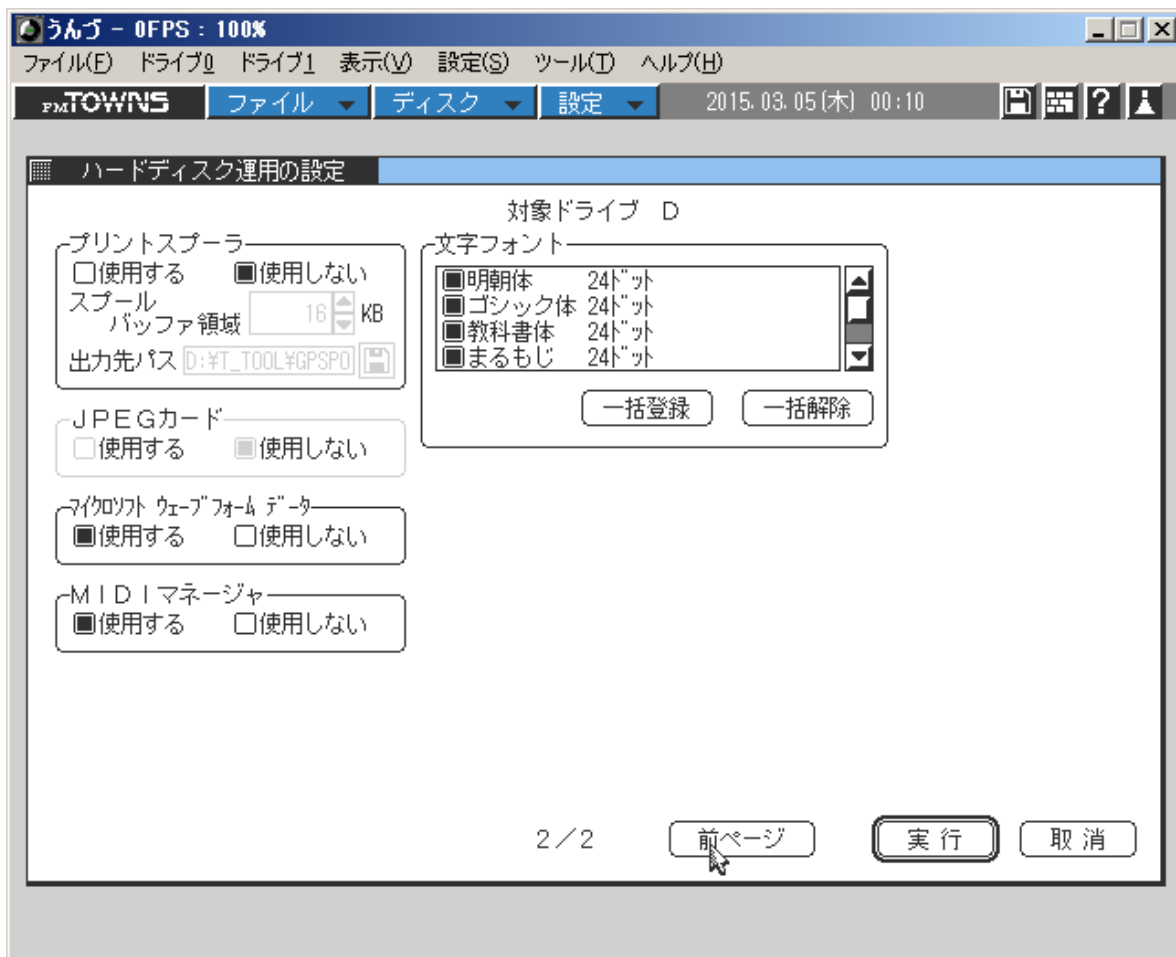 うんづ - 0FPS : 100%
ファイル(F) ドライブ0 ドライブ1 表示(V) 設定(S) ツール(T) ヘルプ(H)
FMTOWNS ファイル ディスク 設定 2015.03.05(木) 00:10 ?
ハードディスク運用の設定
対象ドライブ D
プリントスプーラ
□使用する ■使用しない
スプール
バッファ領域 16 KB
出力先パス D:¥T_TOOL¥GPSPO
JPEGカード
□使用する ■使用しない
マイクロソフト ウェーブフォーム データ
■使用する □使用しない
MIDIマネージャ
■使用する □使用しない
文字フォント
■明朝体 24ドット
■ゴシック体 24ドット
■教科書体 24ドット
■まるもじ 24ドット
一括登録 一括解除
2/2 前ページ 実行 取消